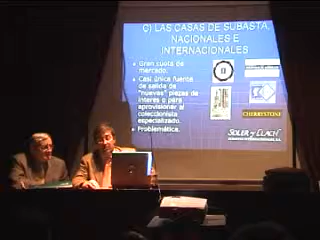 C) LAS CASAS DE SUBASTA,
NACIONALES E
INTERNACIONALES
• Gran cuota de
mercado.
• Casi única fuerce
de salida de
"nuevas" piezas de
interés o para
aprovisionar al
coleccionista
especializado.
• Problemática.
CHERRYSTONE
SOLER y LLACH